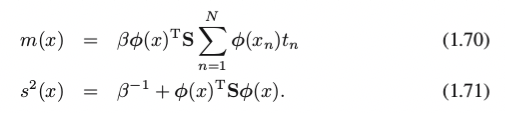 m(x) = βϕ(x)ᵀS ∑ₙ₌₁ᴺ ϕ(xₙ)tₙ (1.70)
s²(x) = β⁻¹ + ϕ(x)ᵀSϕ(x). (1.71)